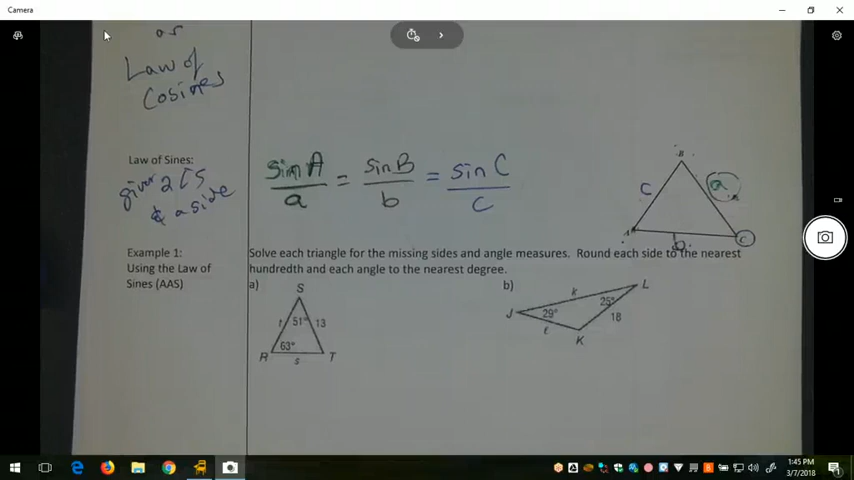 Camera
or
Law of
Cosines
Law of Sines:
given 2 ∠s
& a side
sin A = sin B = sin C
a b c
B
c a
A b C
Example 1:
Using the Law of
Sines (AAS)
Solve each triangle for the missing sides and angle measures. Round each side to the nearest
hundredth and each angle to the nearest degree.
a)
S
t 51° 13
63°
R s T
b)
L
k 25°
J 29° 18
ℓ
K
1:45 PM
3/7/2018